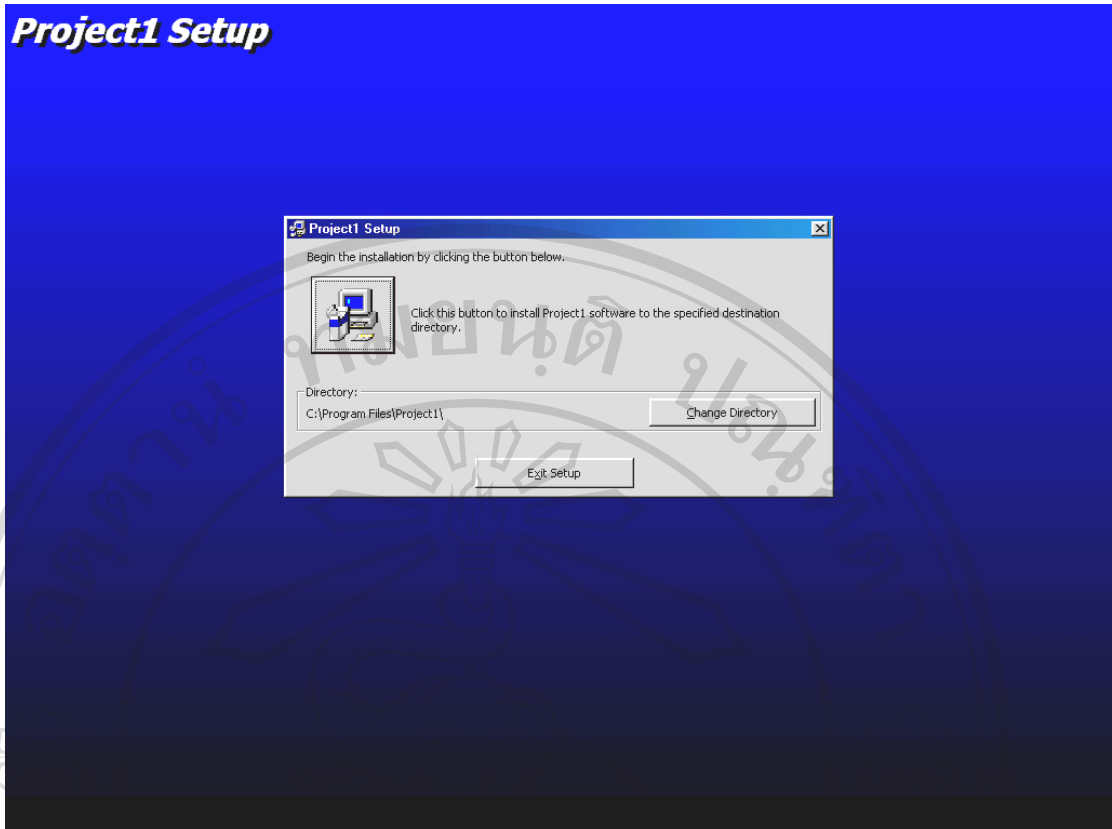 Project1 Setup
Project1 Setup
Begin the installation by clicking the button below.
Click this button to install Project1 software to the specified destination
directory.
Directory:
C:\Program Files\Project1\
Change Directory
Exit Setup